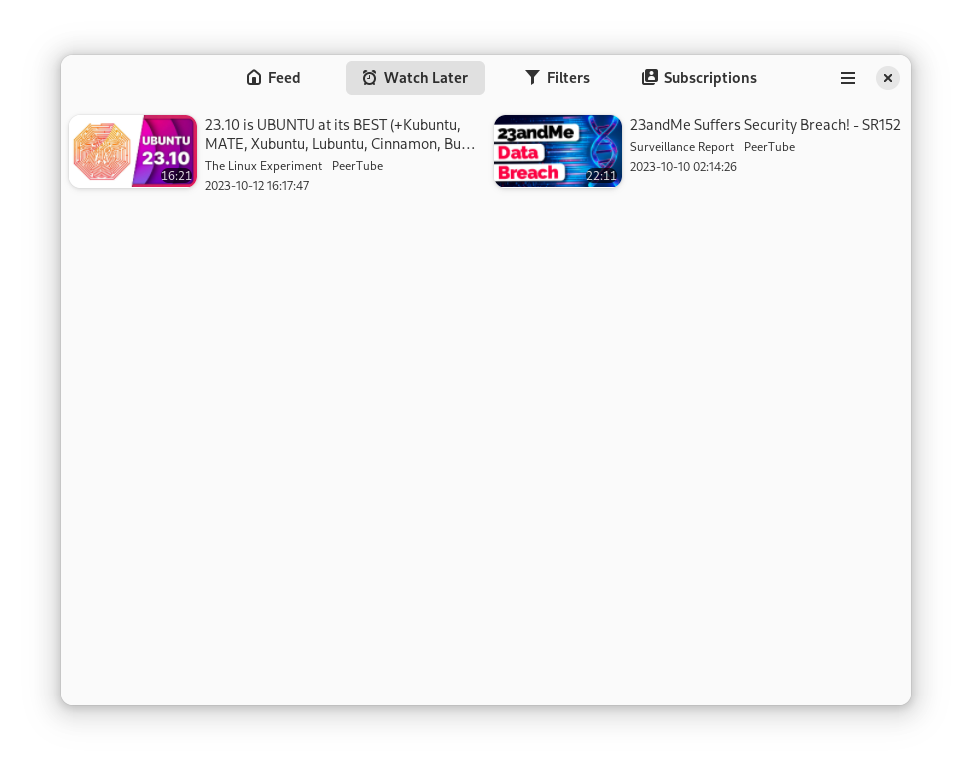 Feed
Watch Later
Filters
Subscriptions
UBUNTU
23.10
16:21
23.10 is UBUNTU at its BEST (+Kubuntu,
MATE, Xubuntu, Lubuntu, Cinnamon, Bu…
The Linux Experiment PeerTube
2023-10-12 16:17:47
23andMe
Data
Breach
22:11
23andMe Suffers Security Breach! - SR152
Surveillance Report PeerTube
2023-10-10 02:14:26